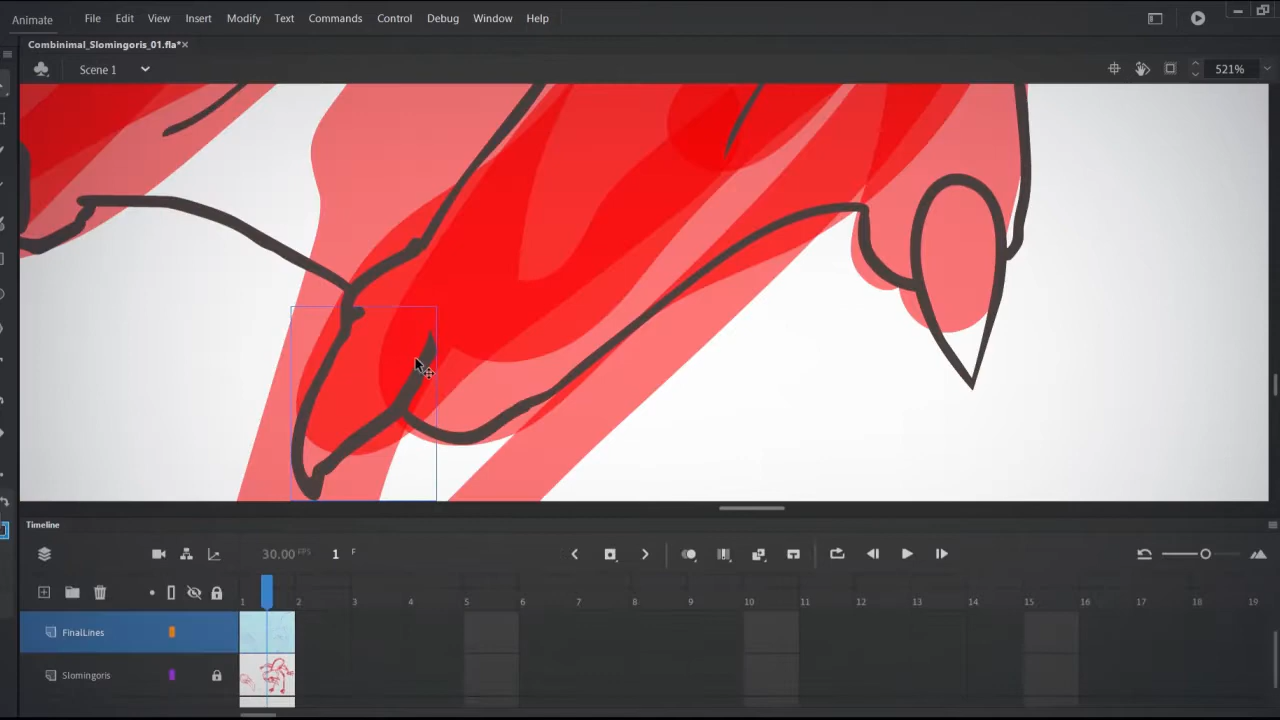 Animate File Edit View Insert Modify Text Commands Control Debug Window Help
Combinimal_Slomingoris_01.fla*
Scene 1 521%
Timeline
30.00 FPS 1 F
1 2 3 4 5 6 7 8 9 10 11 12 13 14 15 16 17 18 19
FinalLines
Slomingoris